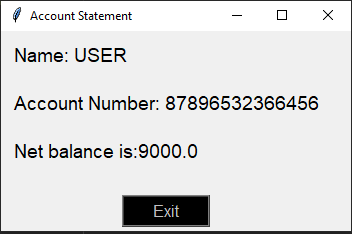 Account Statement
Name: USER
Account Number: 87896532366456
Net balance is:9000.0
Exit